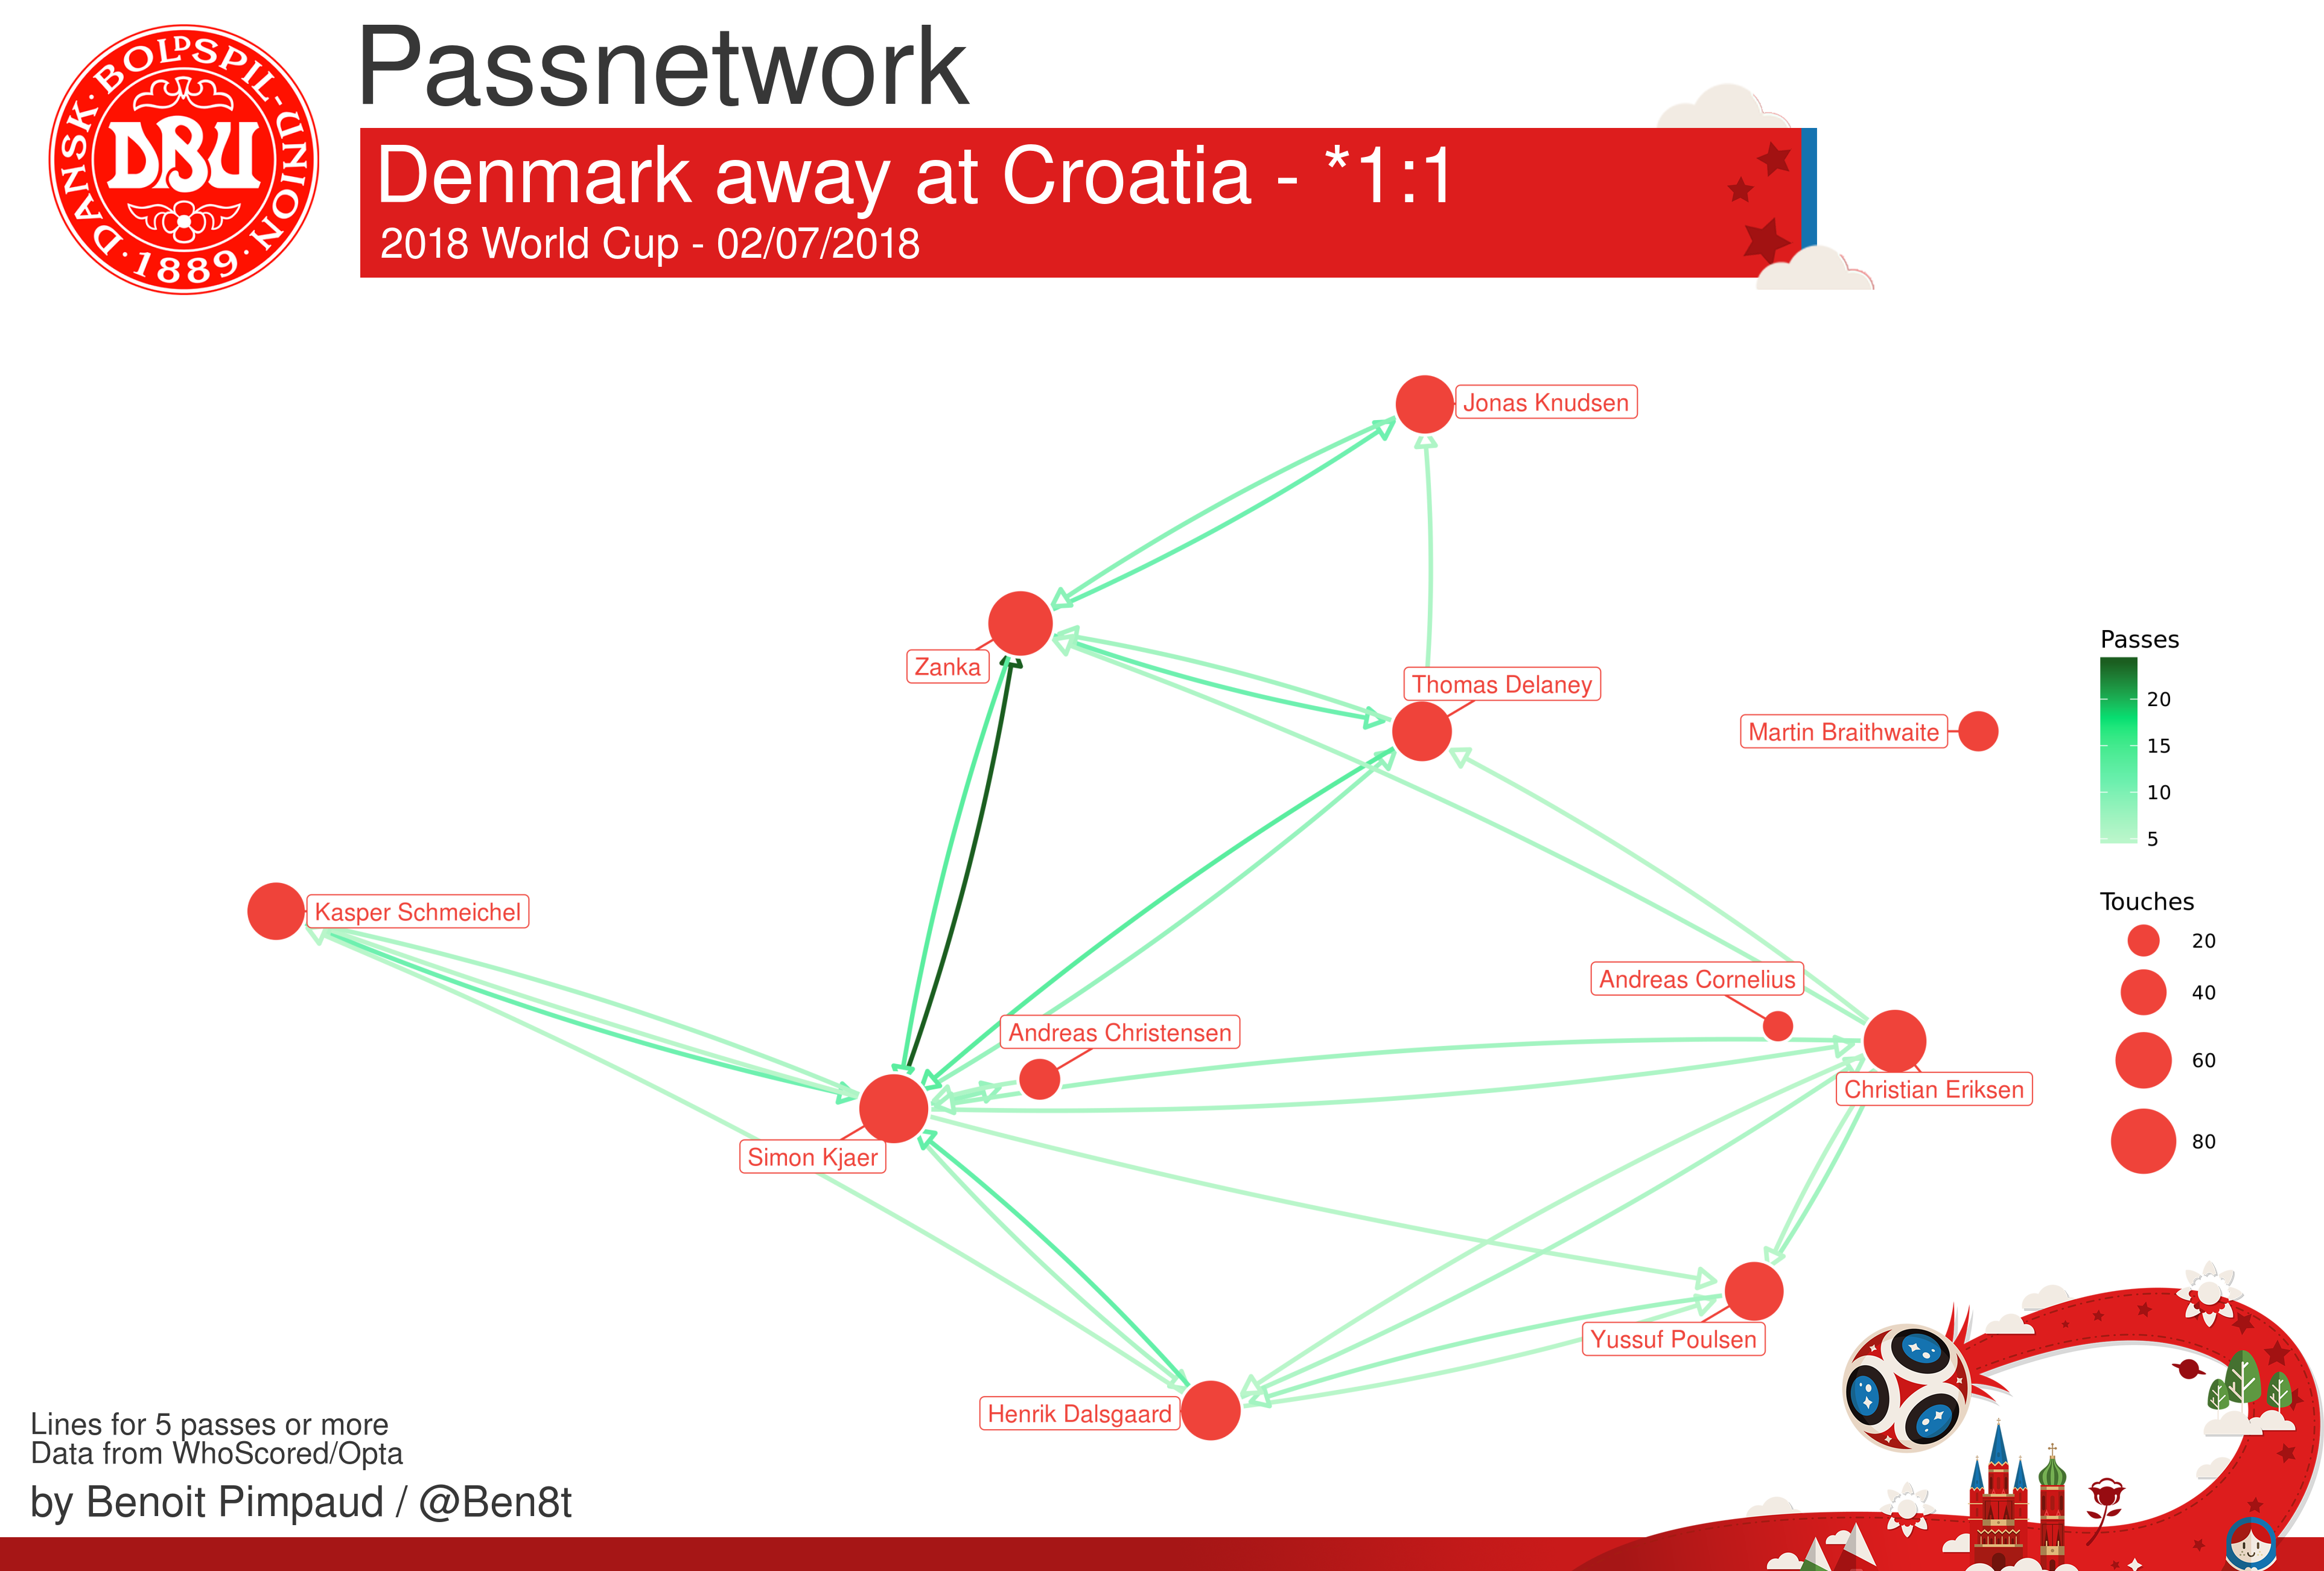 Passnetwork
DANSK · BOLDSPIL-UNION · 1889 ·
DBU
Denmark away at Croatia - *1:1
2018 World Cup - 02/07/2018
Jonas Knudsen
Zanka
Thomas Delaney
Martin Braithwaite
Kasper Schmeichel
Andreas Cornelius
Andreas Christensen
Christian Eriksen
Simon Kjaer
Yussuf Poulsen
Henrik Dalsgaard
Passes
20
15
10
5
Touches
20
40
60
80
Lines for 5 passes or more
Data from WhoScored/Opta
by Benoit Pimpaud / @Ben8t